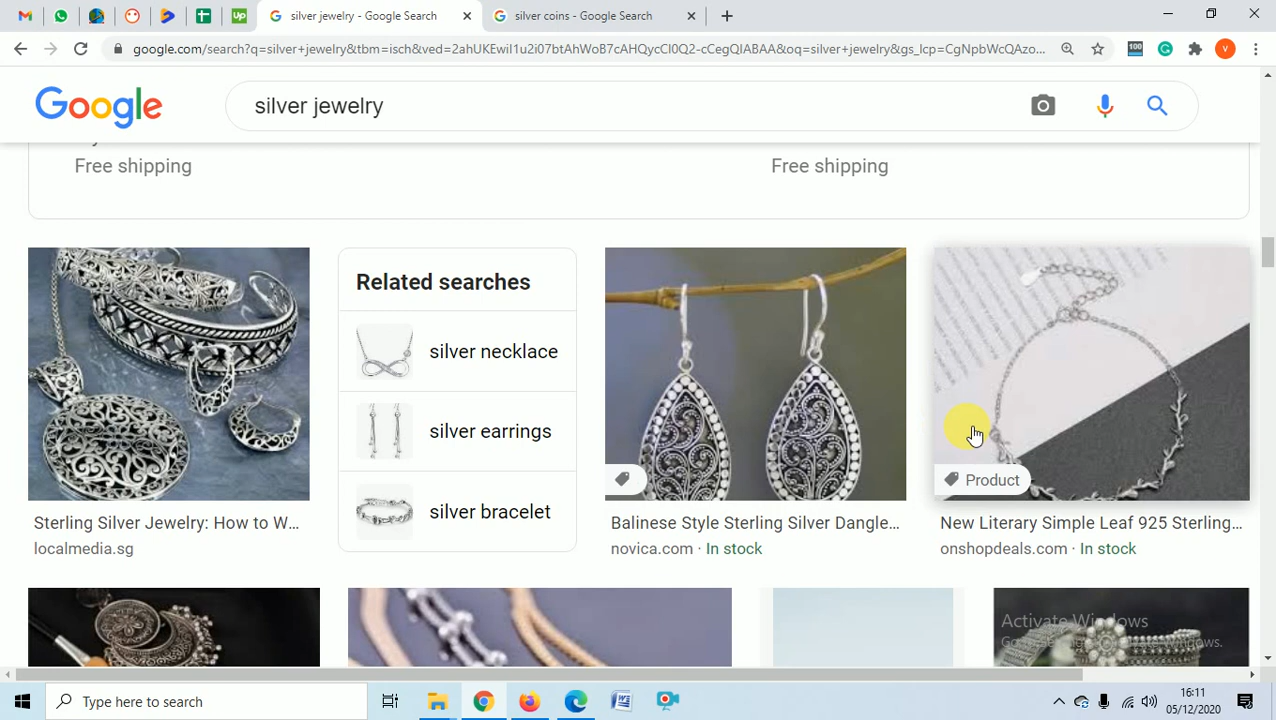 silver jewelry - Google Search
silver coins - Google Search
google.com/search?q=silver+jewelry&tbm=isch&ved=2ahUKEwiI1u2i07btAhWoB7cAHQycCI0Q2-cCegQIABAA&oq=silver+jewelry&gs_lcp=CgNpbWcQAzo...
100
V
Up
Google
silver jewelry
Free shipping
Free shipping
Related searches
silver necklace
silver earrings
silver bracelet
Product
Sterling Silver Jewelry: How to W...
localmedia.sg
Balinese Style Sterling Silver Dangle...
novica.com · In stock
New Literary Simple Leaf 925 Sterling...
onshopdeals.com · In stock
Activate Windows
Type here to search
16:11
05/12/2020